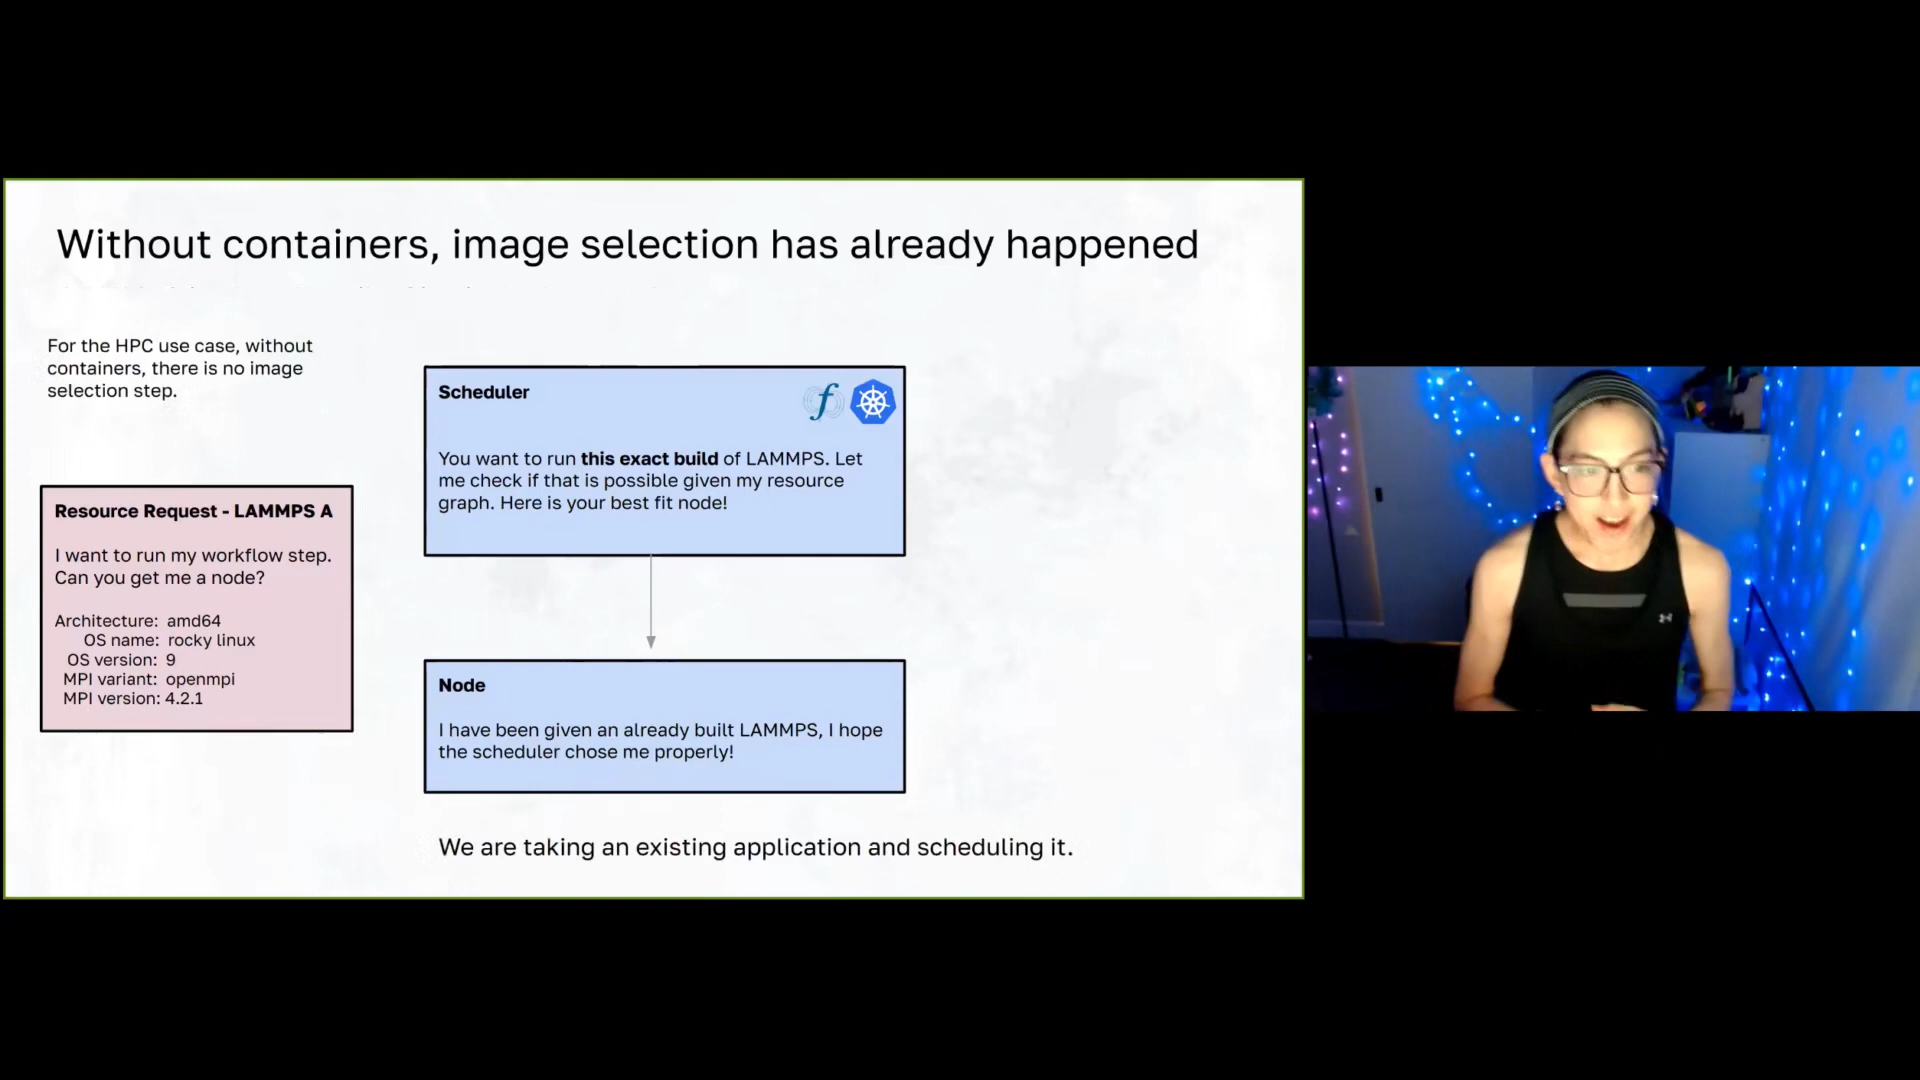 Without containers, image selection has already happened
For the HPC use case, without
containers, there is no image
selection step.
Resource Request - LAMMPS A
I want to run my workflow step.
Can you get me a node?
Architecture: amd64
OS name: rocky linux
OS version: 9
MPI variant: openmpi
MPI version: 4.2.1
Scheduler
f
You want to run this exact build of LAMMPS. Let
me check if that is possible given my resource
graph. Here is your best fit node!
Node
I have been given an already built LAMMPS, I hope
the scheduler chose me properly!
We are taking an existing application and scheduling it.